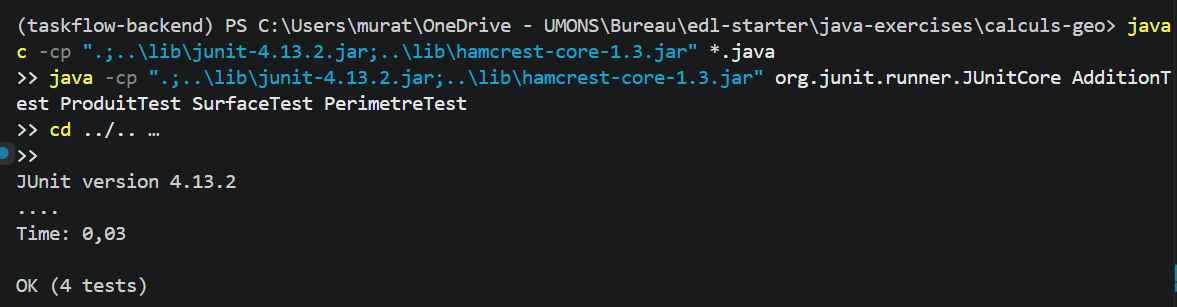 (taskflow-backend) PS C:\Users\murat\OneDrive - UMONS\Bureau\edl-starter\java-exercises\calculs-geo> java
c -cp ".;..\lib\junit-4.13.2.jar;..\lib\hamcrest-core-1.3.jar" *.java
>> java -cp ".;..\lib\junit-4.13.2.jar;..\lib\hamcrest-core-1.3.jar" org.junit.runner.JUnitCore AdditionT
est ProduitTest SurfaceTest PerimetreTest
>> cd ../.. …
>>
JUnit version 4.13.2
....
Time: 0,03
OK (4 tests)